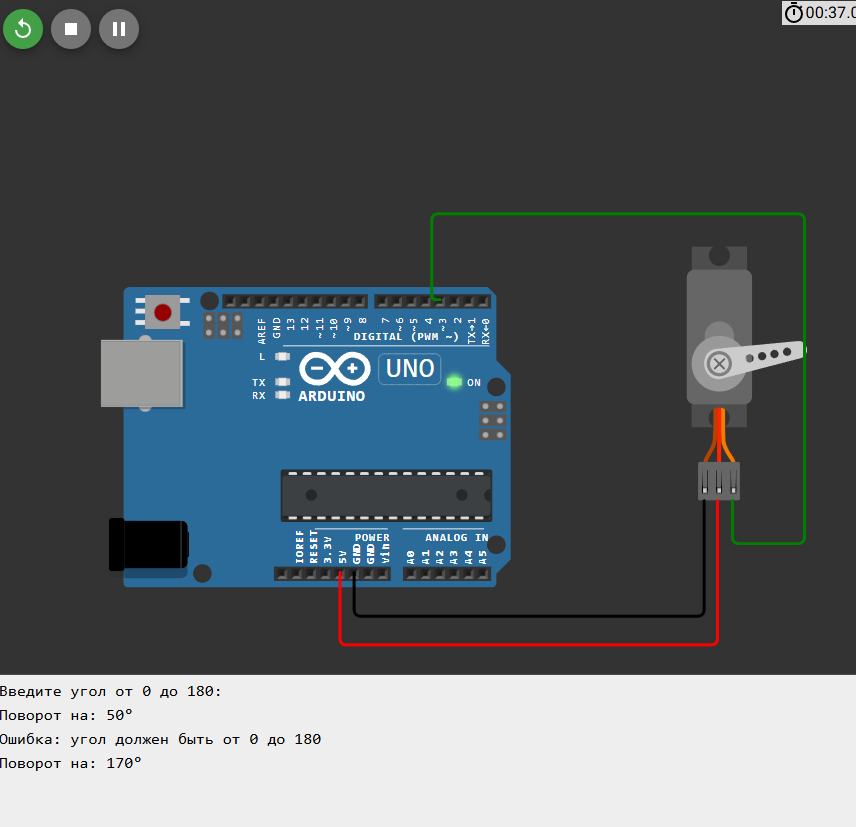 00:37.0
AREF
GND
13
12
~11
~10
~9
8
7
~6
~5
4
~3
2
TX→1
RX←0
DIGITAL (PWM ~)
L
TX
RX
UNO
ON
ARDUINO
POWER
ANALOG IN
IOREF
RESET
3.3V
5V
GND
GND
Vin
A0
A1
A2
A3
A4
A5
Введите угол от 0 до 180:
Поворот на: 50°
Ошибка: угол должен быть от 0 до 180
Поворот на: 170°